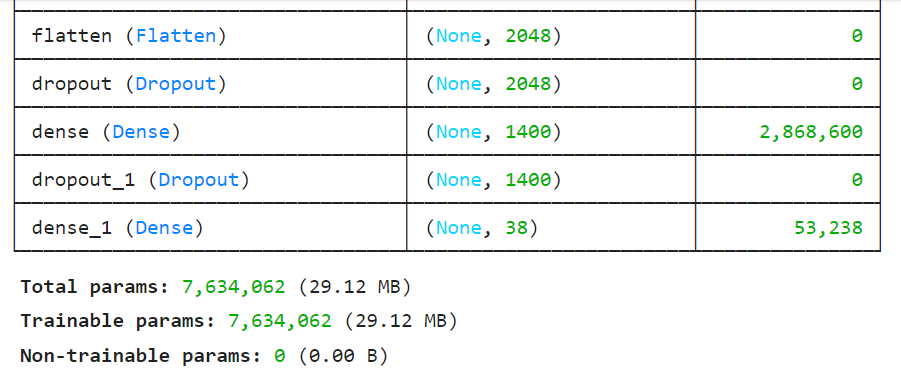 flatten (Flatten) (None, 2048) 0
dropout (Dropout) (None, 2048) 0
dense (Dense) (None, 1400) 2,868,600
dropout_1 (Dropout) (None, 1400) 0
dense_1 (Dense) (None, 38) 53,238
Total params: 7,634,062 (29.12 MB)
Trainable params: 7,634,062 (29.12 MB)
Non-trainable params: 0 (0.00 B)